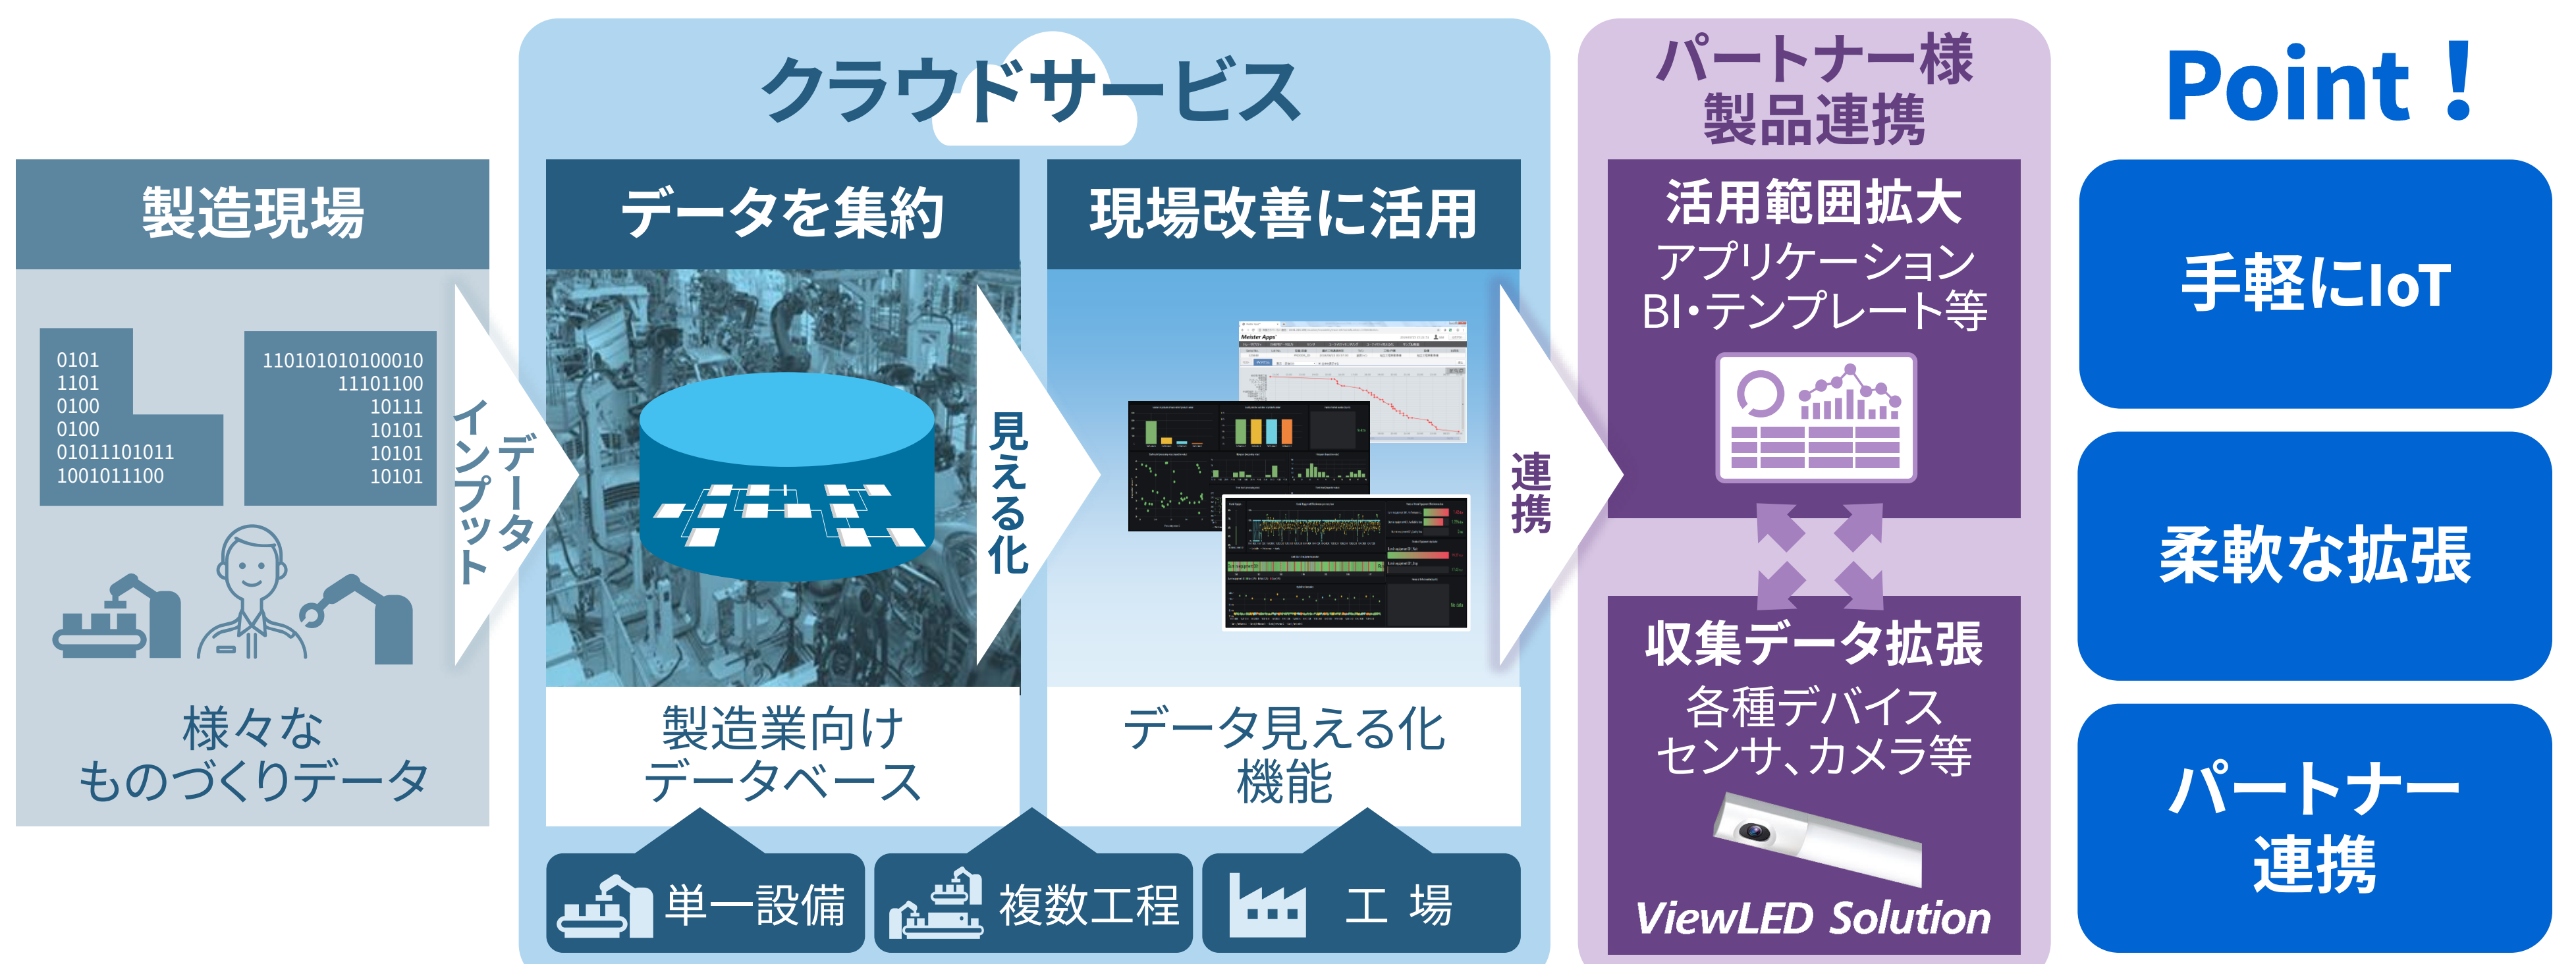 クラウドサービス
パートナー様
製品連携
Point！
製造現場
0101
1101
0100
0100
01011101011
1001011100
110101010100010
11101100
10111
10101
10101
10101
様々な
ものづくりデータ
データ
インプット
データを集約
製造業向け
データベース
見える化
現場改善に活用
Meister Apps
データ見える化
機能
連携
単一設備
複数工程
工場
活用範囲拡大
アプリケーション
BI・テンプレート等
収集データ拡張
各種デバイス
センサ、カメラ等
ViewLED Solution
手軽にIoT
柔軟な拡張
パートナー
連携